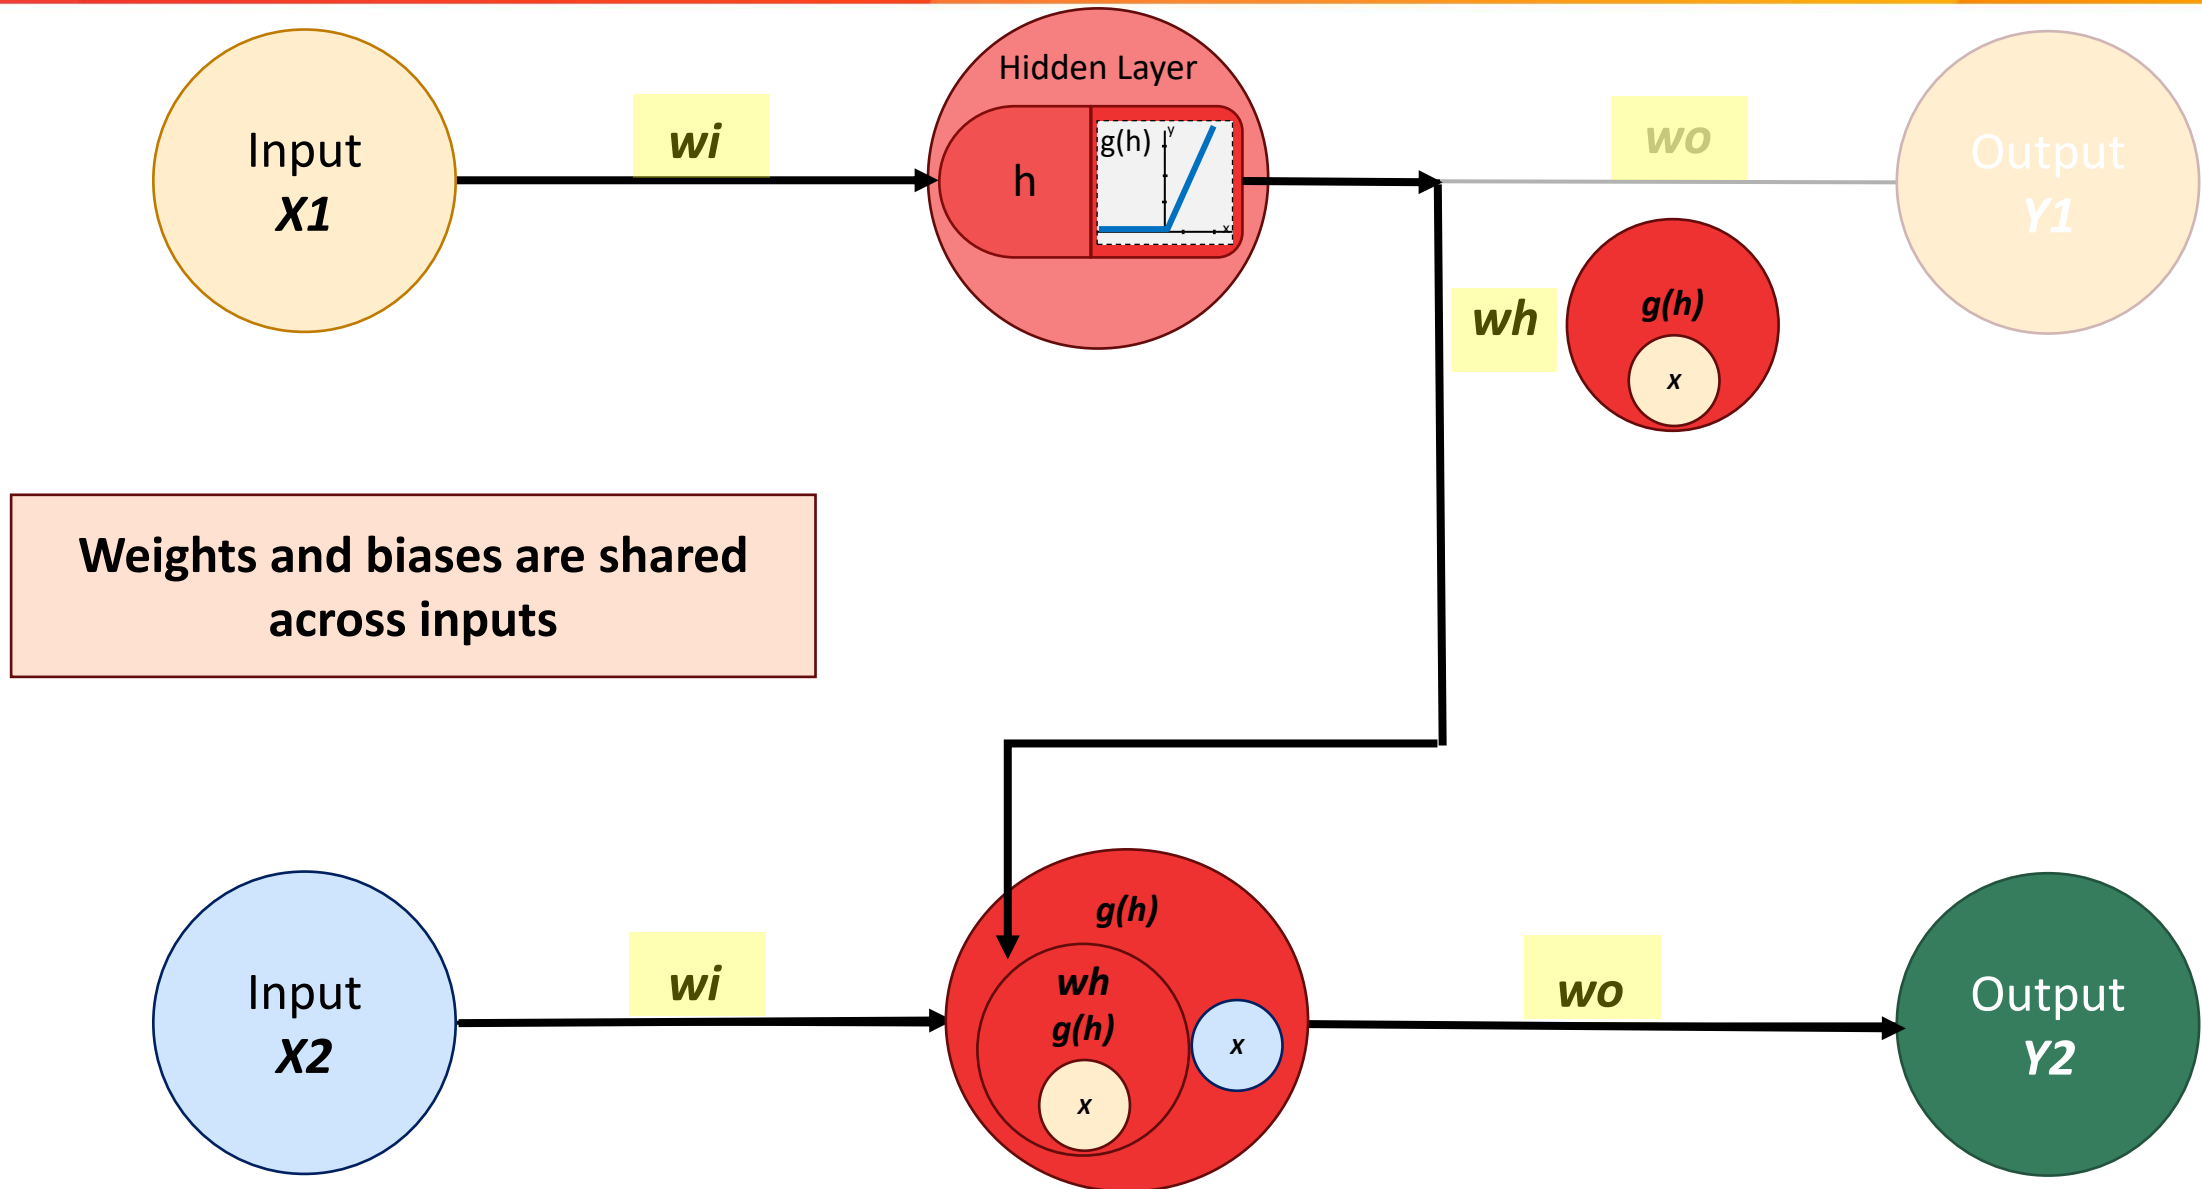 Hidden Layer
Input
X1
wi
h
g(h)
y
x
wo
Output
Y1
wh
g(h)
x
Weights and biases are shared
across inputs
Input
X2
wi
g(h)
wh
g(h)
x
x
wo
Output
Y2